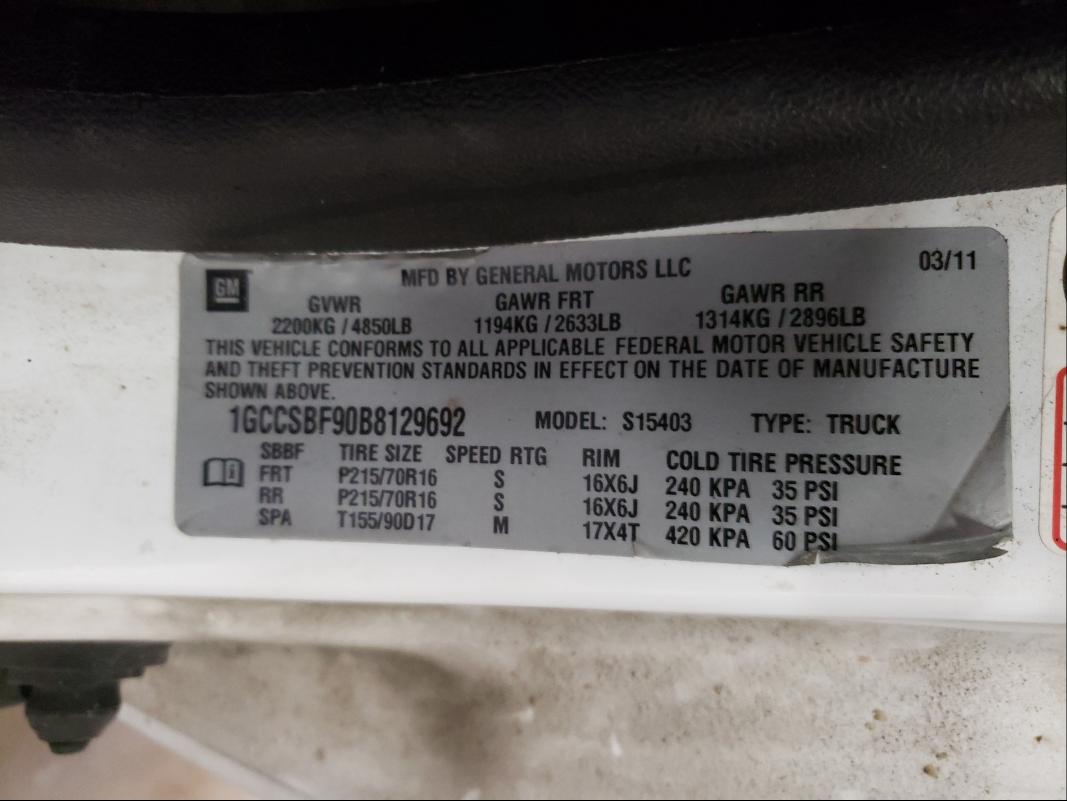 GM
MFD BY GENERAL MOTORS LLC 03/11
GVWR GAWR FRT GAWR RR
2200KG / 4850LB 1194KG / 2633LB 1314KG / 2896LB
THIS VEHICLE CONFORMS TO ALL APPLICABLE FEDERAL MOTOR VEHICLE SAFETY
AND THEFT PREVENTION STANDARDS IN EFFECT ON THE DATE OF MANUFACTURE
SHOWN ABOVE.
1GCCSBF90B8129692 MODEL: S15403 TYPE: TRUCK
SBBF TIRE SIZE SPEED RTG RIM COLD TIRE PRESSURE
FRT P215/70R16 S 16X6J 240 KPA 35 PSI
RR P215/70R16 S 16X6J 240 KPA 35 PSI
SPA T155/90D17 M 17X4T 420 KPA 60 PSI